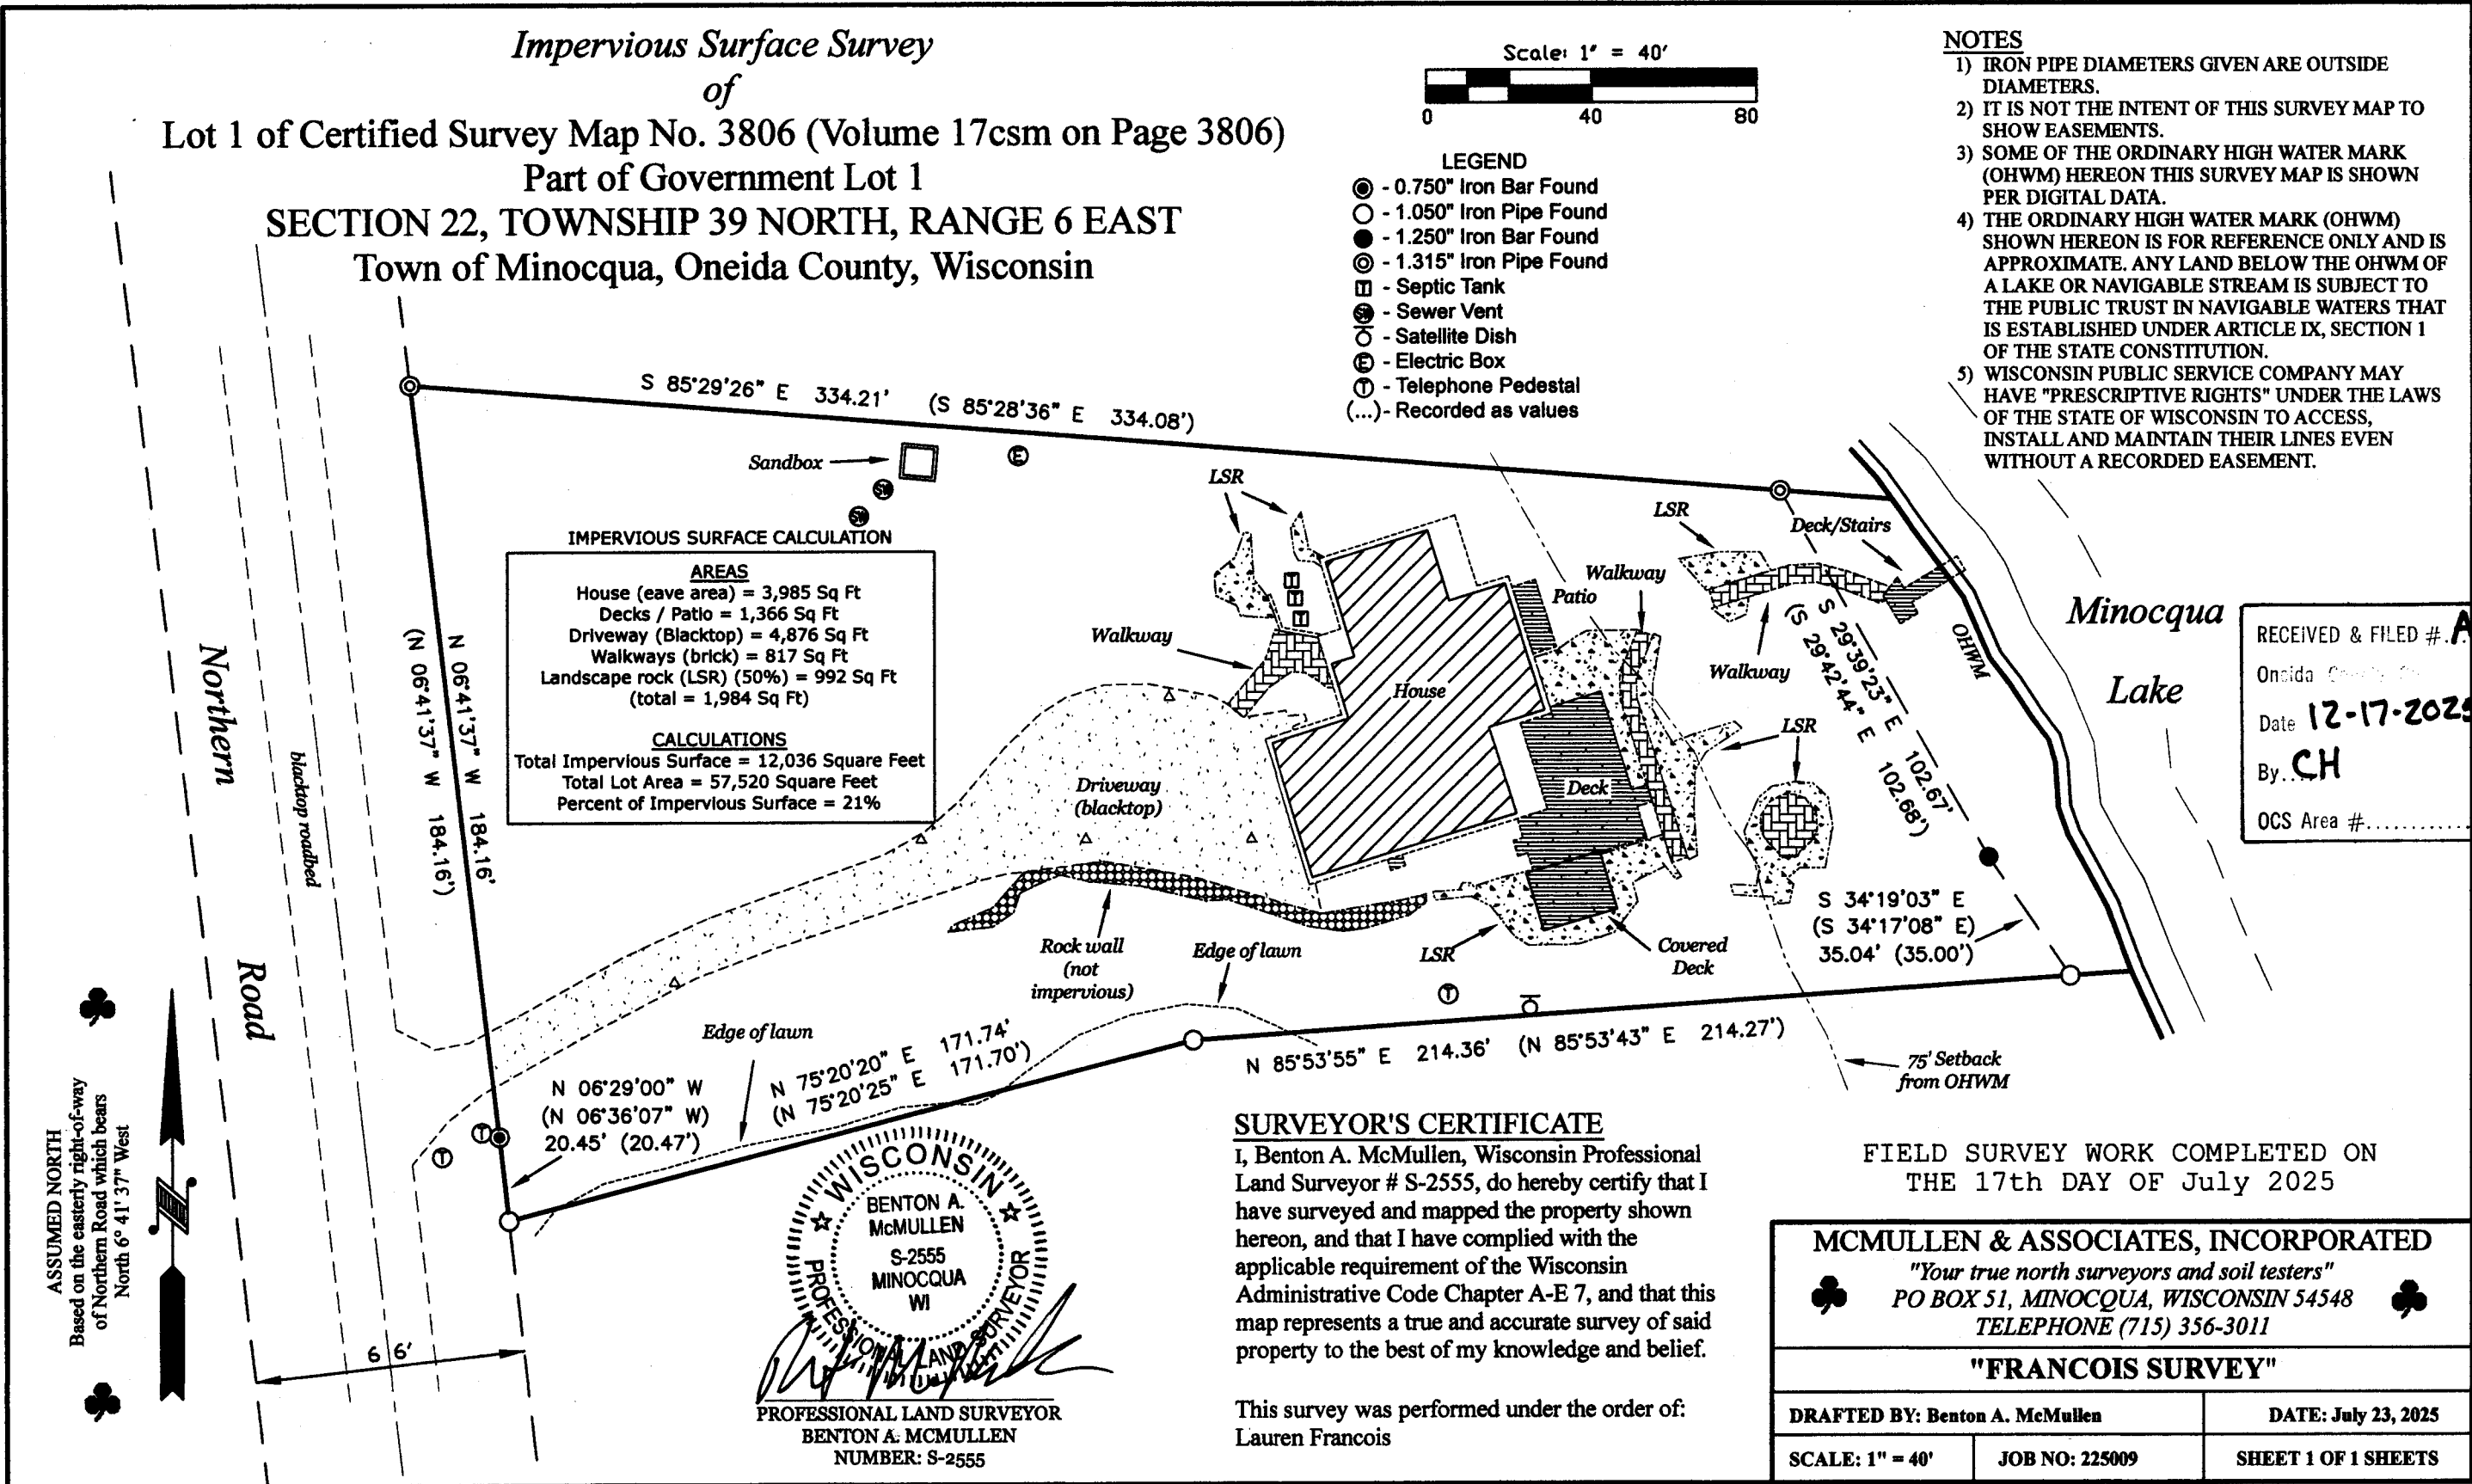 Impervious Surface Survey
of
Lot 1 of Certified Survey Map No. 3806 (Volume 17csm on Page 3806)
Part of Government Lot 1
SECTION 22, TOWNSHIP 39 NORTH, RANGE 6 EAST
Town of Minocqua, Oneida County, Wisconsin
Scale: 1" = 40'
0 40 80
LEGEND
- 0.750" Iron Bar Found
- 1.050" Iron Pipe Found
- 1.250" Iron Bar Found
- 1.315" Iron Pipe Found
T - Septic Tank
SW - Sewer Vent
- Satellite Dish
E - Electric Box
T - Telephone Pedestal
(...)- Recorded as values
NOTES
1) IRON PIPE DIAMETERS GIVEN ARE OUTSIDE
DIAMETERS.
2) IT IS NOT THE INTENT OF THIS SURVEY MAP TO
SHOW EASEMENTS.
3) SOME OF THE ORDINARY HIGH WATER MARK
(OHWM) HEREON THIS SURVEY MAP IS SHOWN
PER DIGITAL DATA.
4) THE ORDINARY HIGH WATER MARK (OHWM)
SHOWN HEREON IS FOR REFERENCE ONLY AND IS
APPROXIMATE. ANY LAND BELOW THE OHWM OF
A LAKE OR NAVIGABLE STREAM IS SUBJECT TO
THE PUBLIC TRUST IN NAVIGABLE WATERS THAT
IS ESTABLISHED UNDER ARTICLE IX, SECTION 1
OF THE STATE CONSTITUTION.
5) WISCONSIN PUBLIC SERVICE COMPANY MAY
HAVE "PRESCRIPTIVE RIGHTS" UNDER THE LAWS
OF THE STATE OF WISCONSIN TO ACCESS,
INSTALL AND MAINTAIN THEIR LINES EVEN
WITHOUT A RECORDED EASEMENT.
S 85°29'26" E 334.21' (S 85°28'36" E 334.08')
Sandbox
E
SW
SW
LSR
LSR
Deck/Stairs
IMPERVIOUS SURFACE CALCULATION
AREAS
House (eave area) = 3,985 Sq Ft
Decks / Patio = 1,366 Sq Ft
Driveway (Blacktop) = 4,876 Sq Ft
Walkways (brick) = 817 Sq Ft
Landscape rock (LSR) (50%) = 992 Sq Ft
(total = 1,984 Sq Ft)
CALCULATIONS
Total Impervious Surface = 12,036 Square Feet
Total Lot Area = 57,520 Square Feet
Percent of Impervious Surface = 21%
T
T
T
Walkway
Patio
Walkway
Walkway
House
Deck
LSR
Driveway
(blacktop)
S 29°39'23" E 102.67'
(S 29°42'44" E 102.68')
OHWM
Minocqua
Lake
RECEIVED & FILED #. A
Oneida
Date 12-17-2025
By.. CH
OCS Area #...........
N 06°41'37" W 184.16'
(N 06°41'37" W 184.16')
Northern
Road
blacktop roadbed
Rock wall
(not
impervious)
Edge of lawn
LSR
Covered
Deck
S 34°19'03" E
(S 34°17'08" E)
35.04' (35.00')
T
Edge of lawn
N 75°20'20" E 171.74'
(N 75°20'25" E 171.70')
N 85°53'55" E 214.36' (N 85°53'43" E 214.27')
75' Setback
from OHWM
N 06°29'00" W
(N 06°36'07" W)
20.45' (20.47')
T
T
ASSUMED NORTH
Based on the easterly right-of-way
of Northern Road which bears
North 6° 41' 37" West
66'
WISCONSIN
BENTON A.
McMULLEN
S-2555
MINOCQUA
WI
PROFESSIONAL LAND SURVEYOR
PROFESSIONAL LAND SURVEYOR
BENTON A. MCMULLEN
NUMBER: S-2555
SURVEYOR'S CERTIFICATE
I, Benton A. McMullen, Wisconsin Professional
Land Surveyor # S-2555, do hereby certify that I
have surveyed and mapped the property shown
hereon, and that I have complied with the
applicable requirement of the Wisconsin
Administrative Code Chapter A-E 7, and that this
map represents a true and accurate survey of said
property to the best of my knowledge and belief.
This survey was performed under the order of:
Lauren Francois
FIELD SURVEY WORK COMPLETED ON
THE 17th DAY OF July 2025
MCMULLEN & ASSOCIATES, INCORPORATED
"Your true north surveyors and soil testers"
PO BOX 51, MINOCQUA, WISCONSIN 54548
TELEPHONE (715) 356-3011
"FRANCOIS SURVEY"
DRAFTED BY: Benton A. McMullen
DATE: July 23, 2025
SCALE: 1" = 40'
JOB NO: 225009
SHEET 1 OF 1 SHEETS